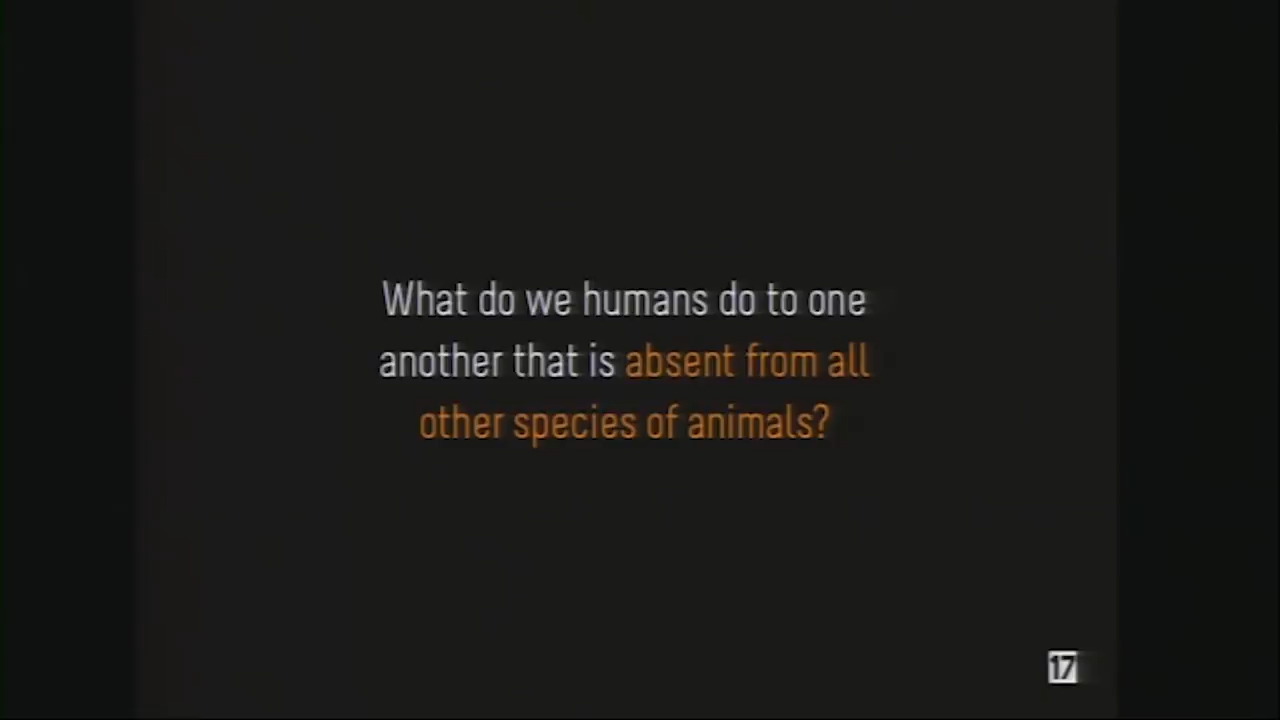 What do we humans do to one
another that is absent from all
other species of animals?
17